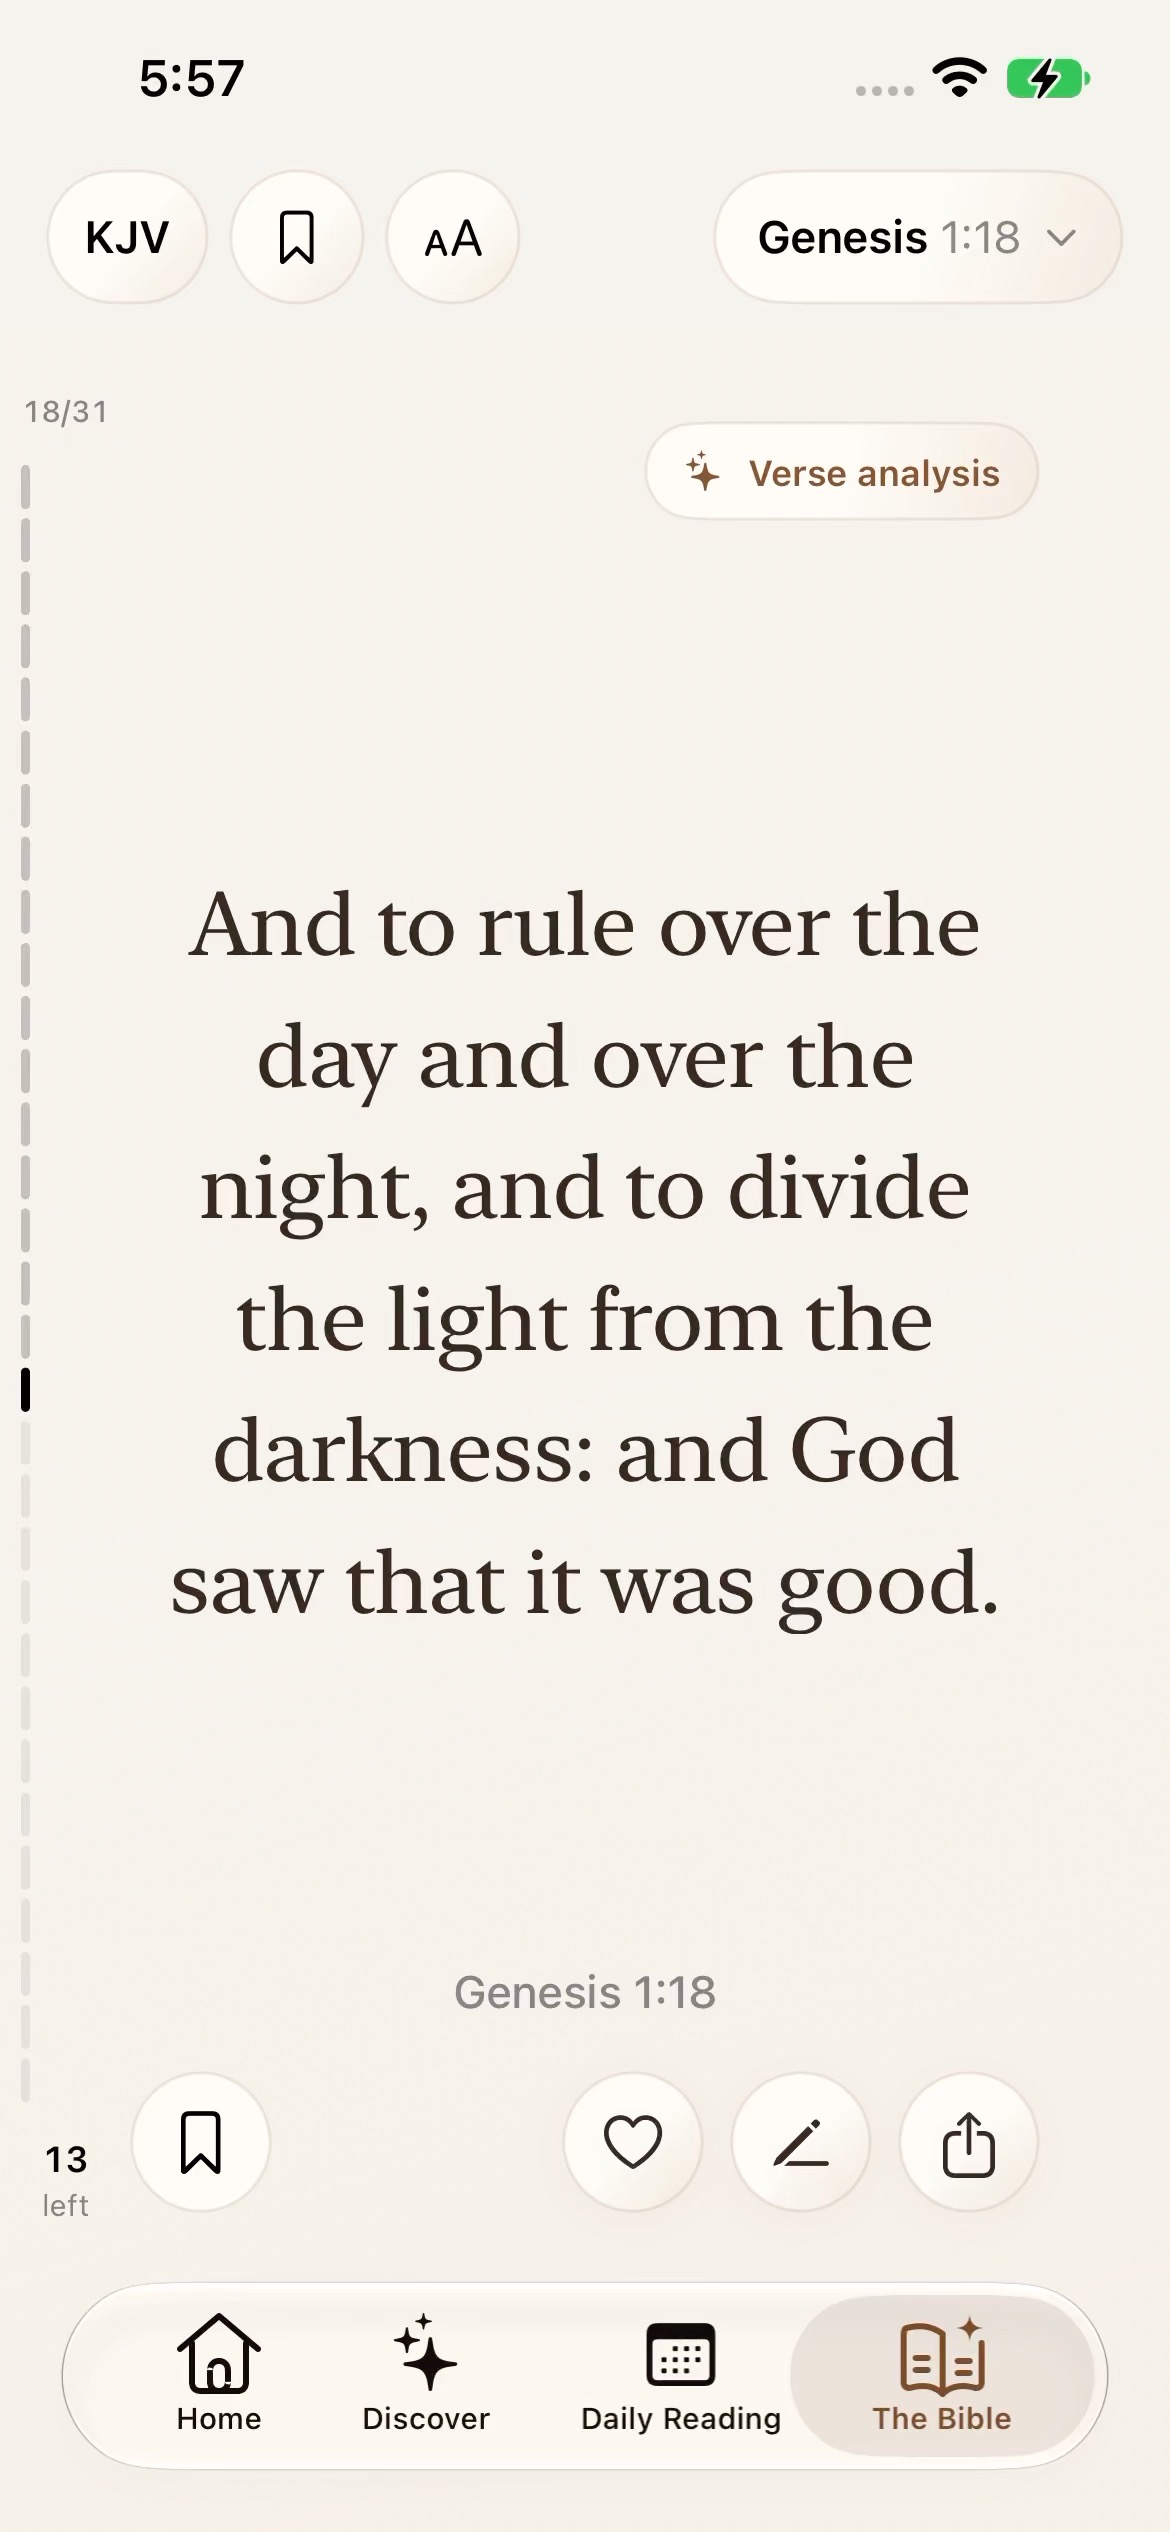 5:57
KJV
AA
Genesis 1:18
18/31
Verse analysis
And to rule over the
day and over the
night, and to divide
the light from the
darkness: and God
saw that it was good.
Genesis 1:18
13
left
Home
Discover
Daily Reading
The Bible